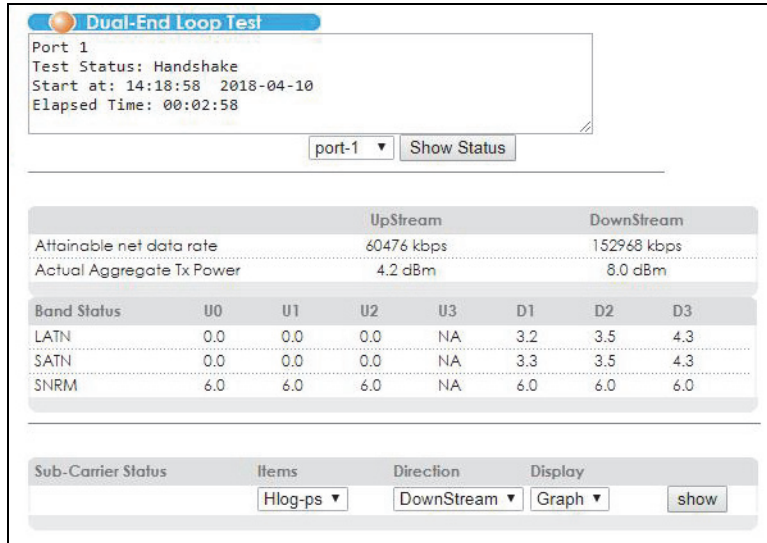 Dual-End Loop Test
Port 1
Test Status: Handshake
Start at: 14:18:58  2018-04-10
Elapsed Time: 00:02:58
port-1 Show Status
UpStream DownStream
Attainable net data rate 60476 kbps 152968 kbps
Actual Aggregate Tx Power 4.2 dBm 8.0 dBm
Band Status U0 U1 U2 U3 D1 D2 D3
LATN 0.0 0.0 0.0 NA 3.2 3.5 4.3
SATN 0.0 0.0 0.0 NA 3.3 3.5 4.3
SNRM 6.0 6.0 6.0 NA 6.0 6.0 6.0
Sub-Carrier Status Items Direction Display
Hlog-ps DownStream Graph show